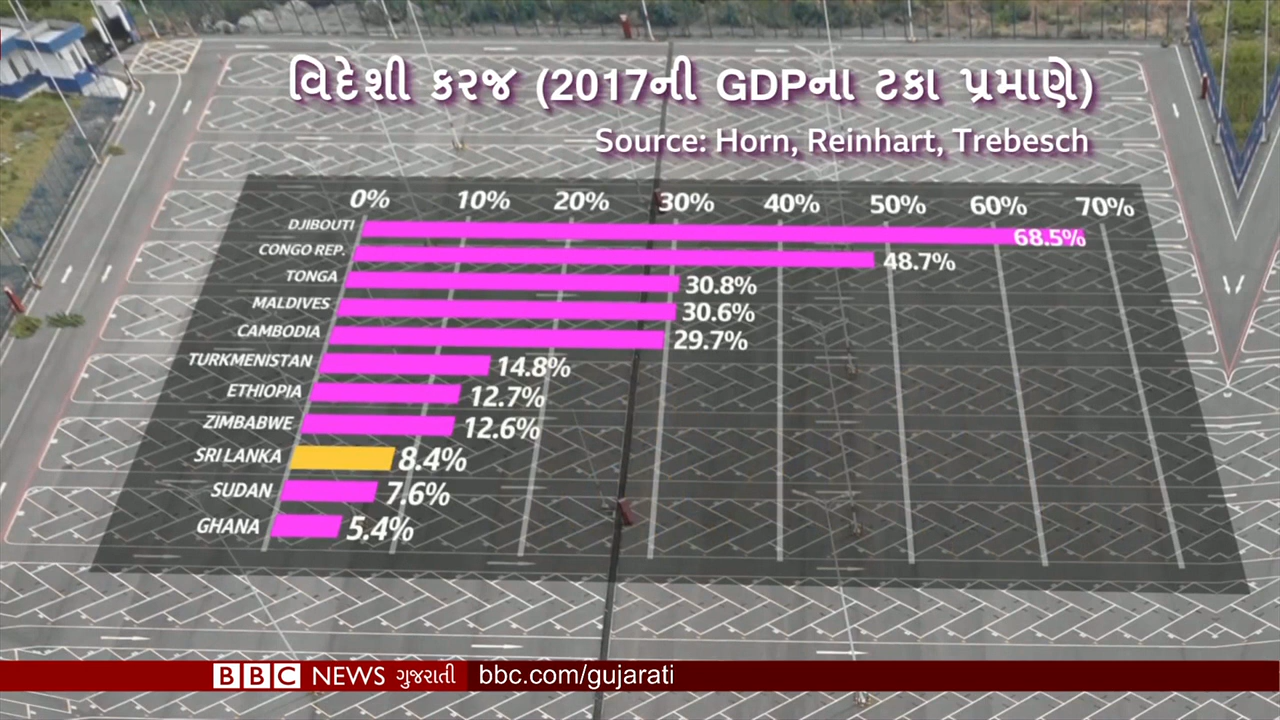 વિદેશી કરજ (2017ની GDPના ટકા પ્રમાણે)
Source: Horn, Reinhart, Trebesch
0% 10% 20% 30% 40% 50% 60% 70%
DJIBOUTI 68.5%
CONGO REP. 48.7%
TONGA 30.8%
MALDIVES 30.6%
CAMBODIA 29.7%
TURKMENISTAN 14.8%
ETHIOPIA 12.7%
ZIMBABWE 12.6%
SRI LANKA 8.4%
SUDAN 7.6%
GHANA 5.4%
BBC NEWS ગુજરાતી bbc.com/gujarati